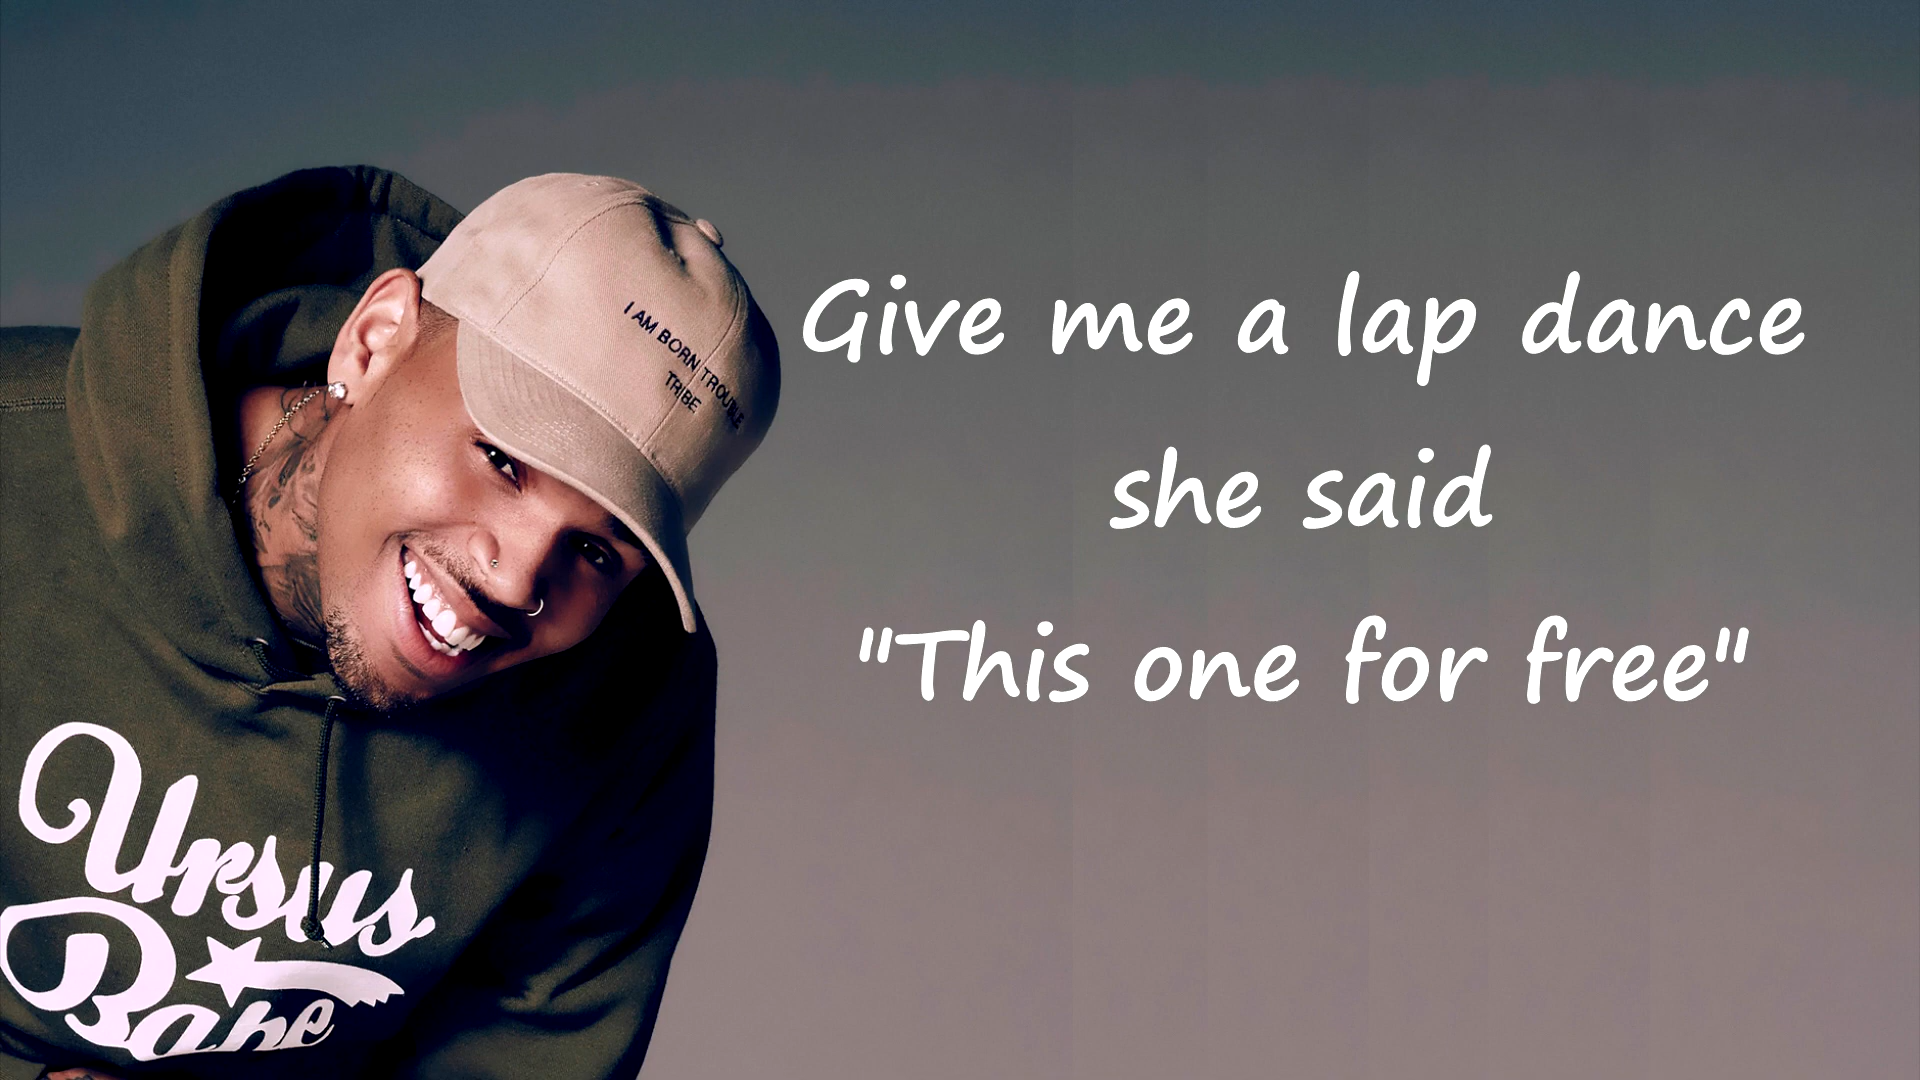 I AM BORN TROUBLE
TRIBE
Give me a lap dance
she said
"This one for free"
Ursus
Bape